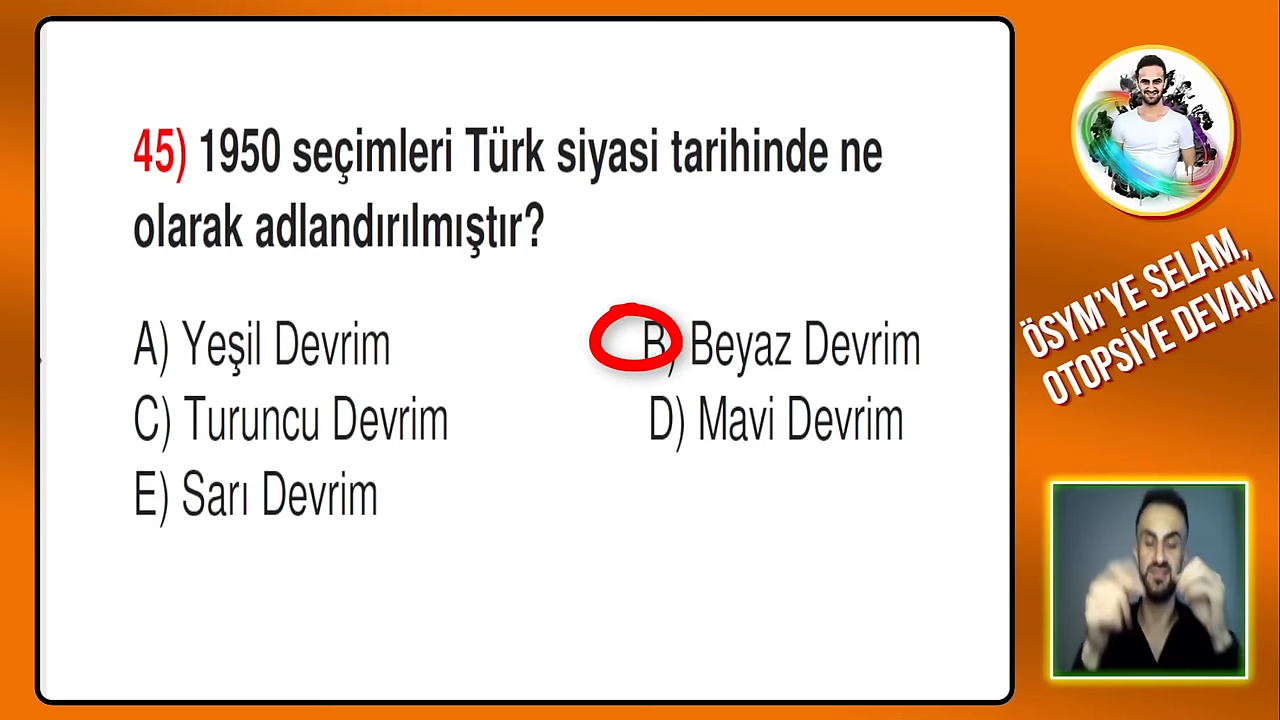 45) 1950 seçimleri Türk siyasi tarihinde ne
olarak adlandırılmıştır?
A) Yeşil Devrim B) Beyaz Devrim
C) Turuncu Devrim D) Mavi Devrim
E) Sarı Devrim
ÖSYM'YE SELAM,
OTOPSİYE DEVAM